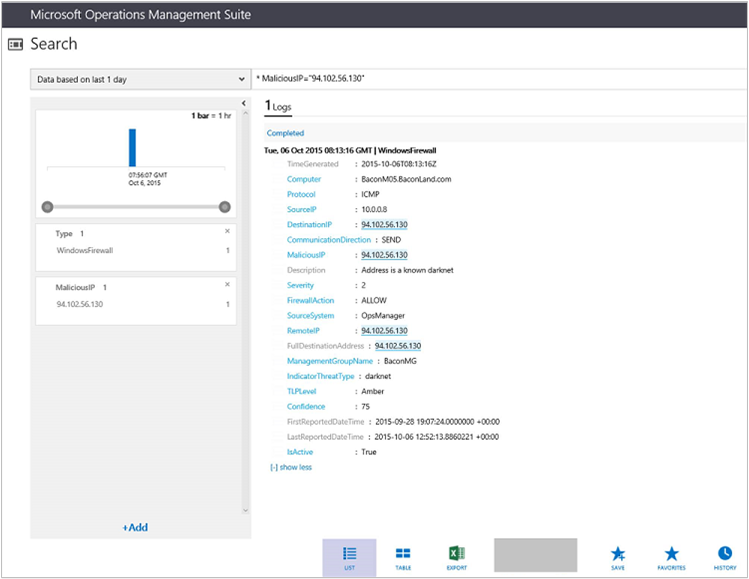 Microsoft Operations Management Suite
Search
Data based on last 1 day
* MaliciousIP="94.102.56.130"
1 bar = 1 hr
07:56:07 GMT
Oct 6, 2015
Type 1
WindowsFirewall 1
MaliciousIP 1
94.102.56.130 1
+Add
1 Logs
Completed
Tue, 06 Oct 2015 08:13:16 GMT | WindowsFirewall
TimeGenerated : 2015-10-06T08:13:16Z
Computer : BaconM05.BaconLand.com
Protocol : ICMP
SourceIP : 10.0.0.8
DestinationIP : 94.102.56.130
CommunicationDirection : SEND
MaliciousIP : 94.102.56.130
Description : Address is a known darknet
Severity : 2
FirewallAction : ALLOW
SourceSystem : OpsManager
RemoteIP : 94.102.56.130
FullDestinationAddress : 94.102.56.130
ManagementGroupName : BaconMG
IndicatorThreatType : darknet
TLPLevel : Amber
Confidence : 75
FirstReportedDateTime : 2015-09-28 19:07:24.0000000 +00:00
LastReportedDateTime : 2015-10-06 12:52:13.8860221 +00:00
IsActive : True
[-] show less
LIST
TABLE
EXPORT
SAVE
FAVORITES
HISTORY